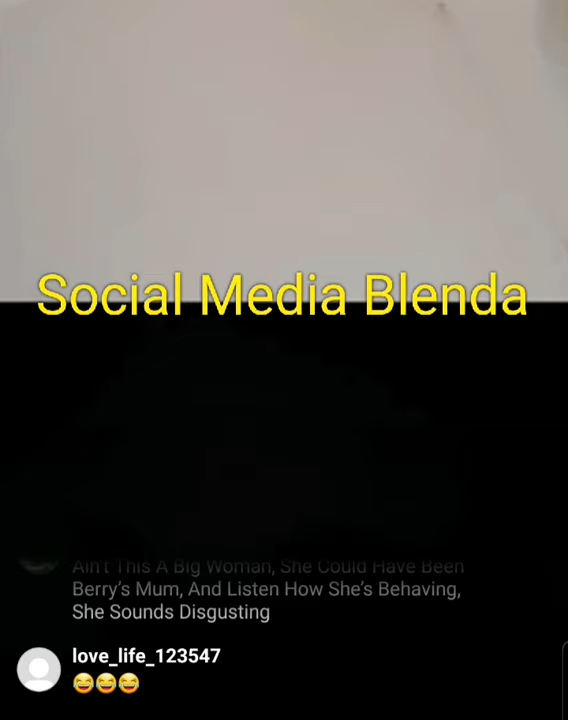 Social Media Blenda
Ain't This A Big Woman, She Could Have Been
Berry's Mum, And Listen How She's Behaving,
She Sounds Disgusting
love_life_123547
😂😂😂